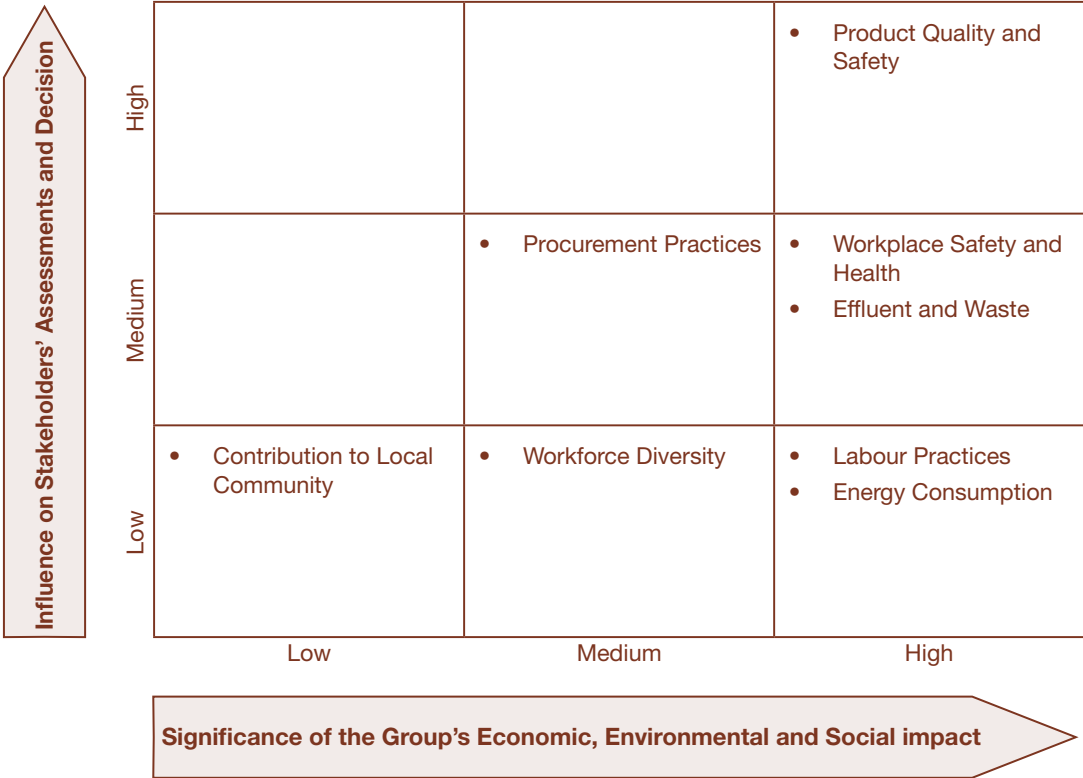 Influence on Stakeholders’ Assessments and Decision
High
• Product Quality and
Safety
Medium
• Procurement Practices
• Workplace Safety and
Health
• Effluent and Waste
Low
• Contribution to Local
Community
• Workforce Diversity
• Labour Practices
• Energy Consumption
Low
Medium
High
Significance of the Group’s Economic, Environmental and Social impact